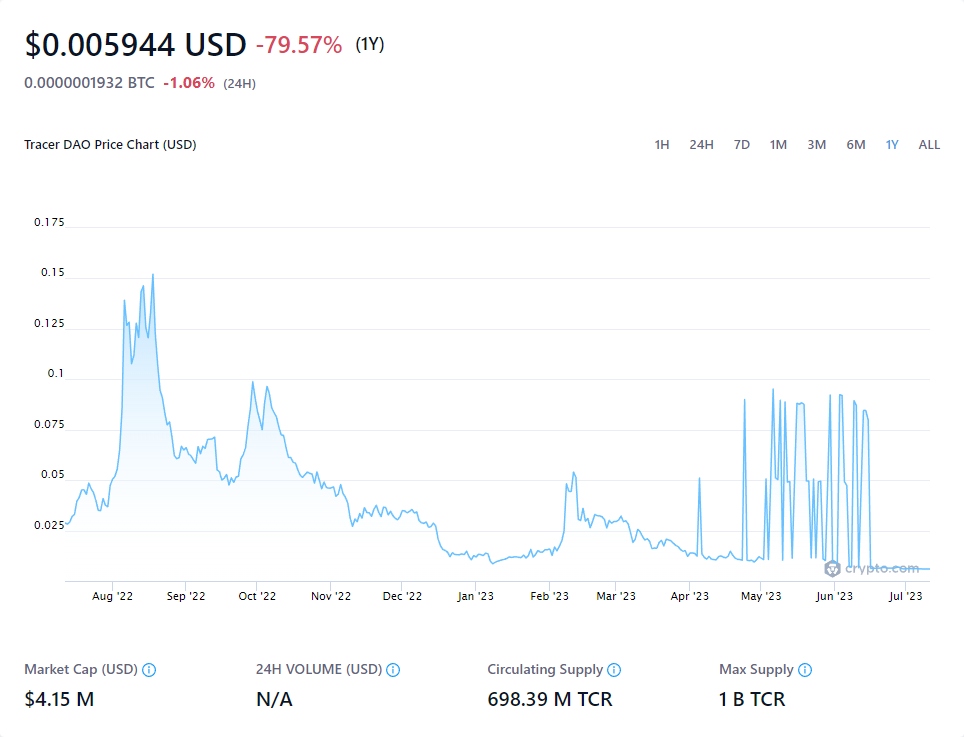 $0.005944 USD -79.57% (1Y)
0.0000001932 BTC -1.06% (24H)
Tracer DAO Price Chart (USD) 1H 24H 7D 1M 3M 6M 1Y ALL
0.175
0.15
0.125
0.1
0.075
0.05
0.025
crypto.com
Aug '22 Sep '22 Oct '22 Nov '22 Dec '22 Jan '23 Feb '23 Mar '23 Apr '23 May '23 Jun '23 Jul '23
Market Cap (USD) 24H VOLUME (USD) Circulating Supply Max Supply
$4.15 M N/A 698.39 M TCR 1 B TCR